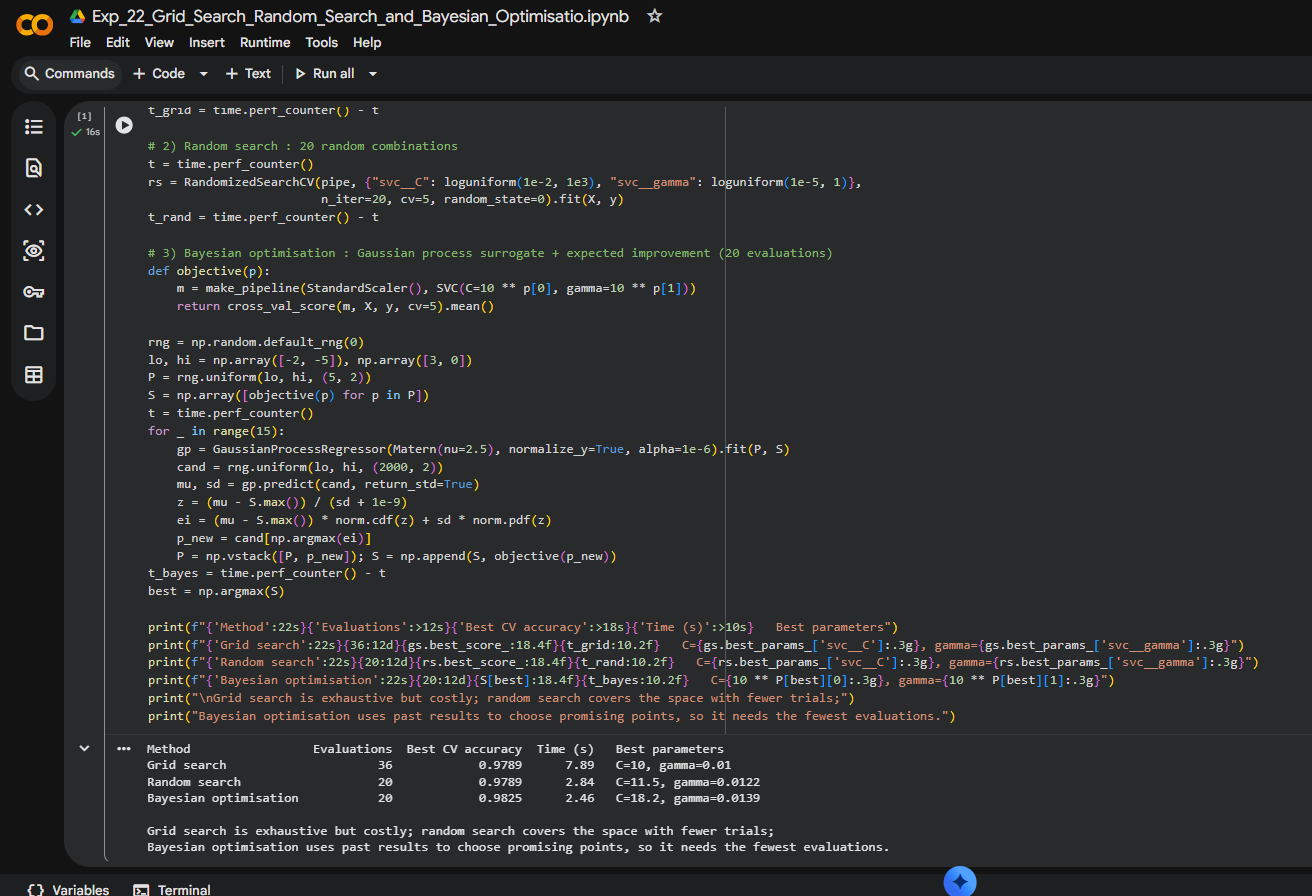 Exp_22_Grid_Search_Random_Search_and_Bayesian_Optimisatio.ipynb
File Edit View Insert Runtime Tools Help
Commands + Code + Text Run all
[1]
16s
t_grid = time.perf_counter() - t
# 2) Random search : 20 random combinations
t = time.perf_counter()
rs = RandomizedSearchCV(pipe, {"svc__C": loguniform(1e-2, 1e3), "svc__gamma": loguniform(1e-5, 1)},
                        n_iter=20, cv=5, random_state=0).fit(X, y)
t_rand = time.perf_counter() - t
# 3) Bayesian optimisation : Gaussian process surrogate + expected improvement (20 evaluations)
def objective(p):
    m = make_pipeline(StandardScaler(), SVC(C=10 ** p[0], gamma=10 ** p[1]))
    return cross_val_score(m, X, y, cv=5).mean()
rng = np.random.default_rng(0)
lo, hi = np.array([-2, -5]), np.array([3, 0])
P = rng.uniform(lo, hi, (5, 2))
S = np.array([objective(p) for p in P])
t = time.perf_counter()
for _ in range(15):
    gp = GaussianProcessRegressor(Matern(nu=2.5), normalize_y=True, alpha=1e-6).fit(P, S)
    cand = rng.uniform(lo, hi, (2000, 2))
    mu, sd = gp.predict(cand, return_std=True)
    z = (mu - S.max()) / (sd + 1e-9)
    ei = (mu - S.max()) * norm.cdf(z) + sd * norm.pdf(z)
    p_new = cand[np.argmax(ei)]
    P = np.vstack([P, p_new]); S = np.append(S, objective(p_new))
t_bayes = time.perf_counter() - t
best = np.argmax(S)
print(f"{'Method':22s}{'Evaluations':>12s}{'Best CV accuracy':>18s}{'Time (s)':>10s}   Best parameters")
print(f"{'Grid search':22s}{36:12d}{gs.best_score_:18.4f}{t_grid:10.2f}   C={gs.best_params_['svc__C']:.3g}, gamma={gs.best_params_['svc__gamma']:.3g}")
print(f"{'Random search':22s}{20:12d}{rs.best_score_:18.4f}{t_rand:10.2f}   C={rs.best_params_['svc__C']:.3g}, gamma={rs.best_params_['svc__gamma']:.3g}")
print(f"{'Bayesian optimisation':22s}{20:12d}{S[best]:18.4f}{t_bayes:10.2f}   C={10 ** P[best][0]:.3g}, gamma={10 ** P[best][1]:.3g}")
print("\nGrid search is exhaustive but costly; random search covers the space with fewer trials;")
print("Bayesian optimisation uses past results to choose promising points, so it needs the fewest evaluations.")
Method                 Evaluations  Best CV accuracy  Time (s)   Best parameters
Grid search                     36            0.9789      7.89   C=10, gamma=0.01
Random search                   20            0.9789      2.84   C=11.5, gamma=0.0122
Bayesian optimisation           20            0.9825      2.46   C=18.2, gamma=0.0139
Grid search is exhaustive but costly; random search covers the space with fewer trials;
Bayesian optimisation uses past results to choose promising points, so it needs the fewest evaluations.
{} Variables Terminal